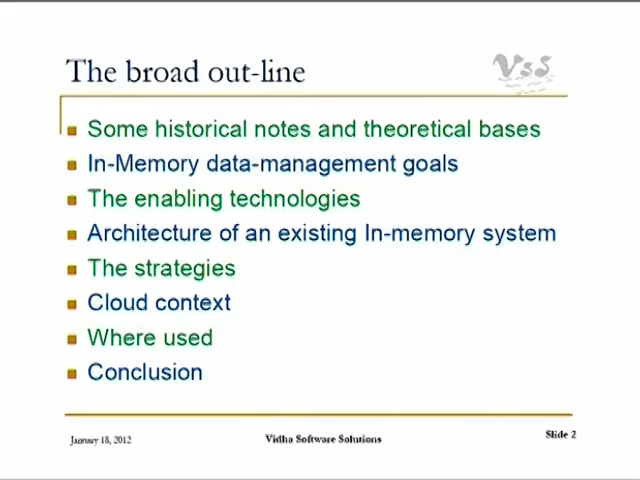 The broad out-line
VSS
Some historical notes and theoretical bases
In-Memory data-management goals
The enabling technologies
Architecture of an existing In-memory system
The strategies
Cloud context
Where used
Conclusion
January 18, 2012
Vidha Software Solutions
Slide 2